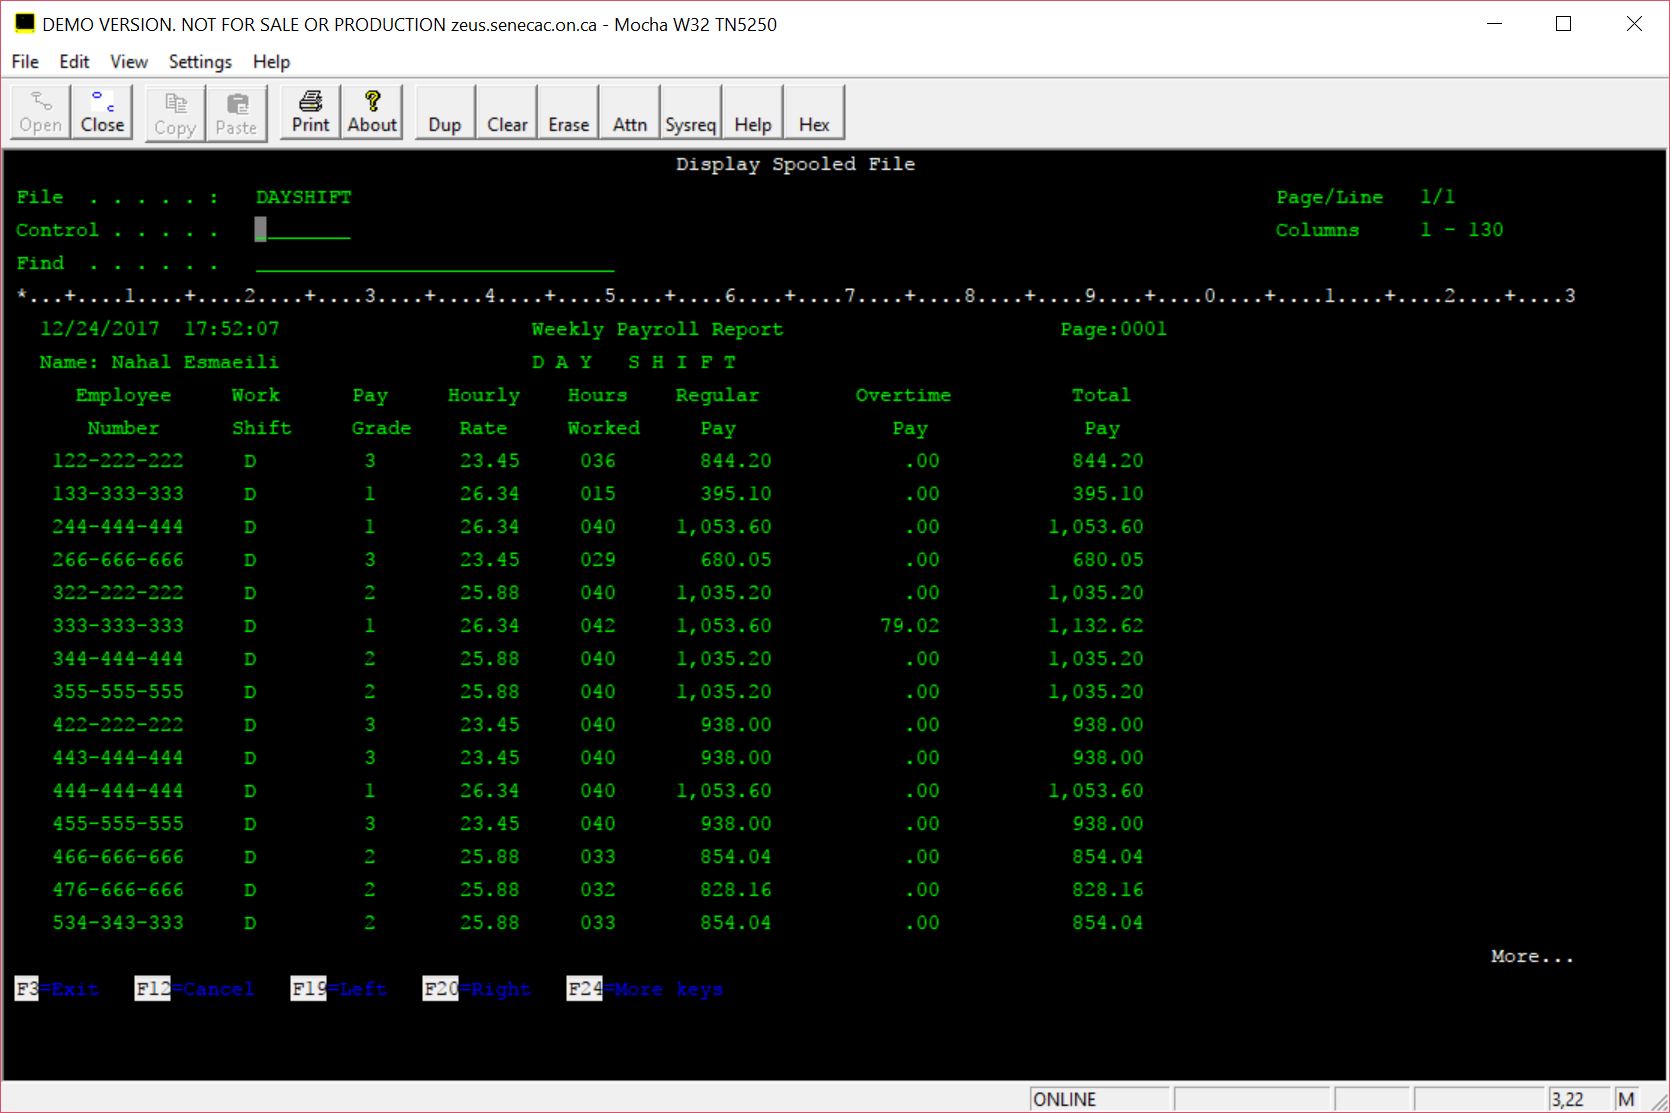 DEMO VERSION. NOT FOR SALE OR PRODUCTION zeus.senecac.on.ca - Mocha W32 TN5250
File Edit View Settings Help
Open Close Copy Paste Print About Dup Clear Erase Attn Sysreq Help Hex
Display Spooled File
File . . . . . : DAYSHIFT Page/Line 1/1
Control . . . . . Columns 1 - 130
Find . . . . . .
*...+....1....+....2....+....3....+....4....+....5....+....6....+....7....+....8....+....9....+....0....+....1....+....2....+....3
12/24/2017 17:52:07 Weekly Payroll Report Page:0001
Name: Nahal Esmaeili D A Y S H I F T
Employee Work Pay Hourly Hours Regular Overtime Total
Number Shift Grade Rate Worked Pay Pay Pay
122-222-222 D 3 23.45 036 844.20 .00 844.20
133-333-333 D 1 26.34 015 395.10 .00 395.10
244-444-444 D 1 26.34 040 1,053.60 .00 1,053.60
266-666-666 D 3 23.45 029 680.05 .00 680.05
322-222-222 D 2 25.88 040 1,035.20 .00 1,035.20
333-333-333 D 1 26.34 042 1,053.60 79.02 1,132.62
344-444-444 D 2 25.88 040 1,035.20 .00 1,035.20
355-555-555 D 2 25.88 040 1,035.20 .00 1,035.20
422-222-222 D 3 23.45 040 938.00 .00 938.00
443-444-444 D 3 23.45 040 938.00 .00 938.00
444-444-444 D 1 26.34 040 1,053.60 .00 1,053.60
455-555-555 D 3 23.45 040 938.00 .00 938.00
466-666-666 D 2 25.88 033 854.04 .00 854.04
476-666-666 D 2 25.88 032 828.16 .00 828.16
534-343-333 D 2 25.88 033 854.04 .00 854.04
More...
F3=Exit F12=Cancel F19=Left F20=Right F24=More keys
ONLINE 3,22 M